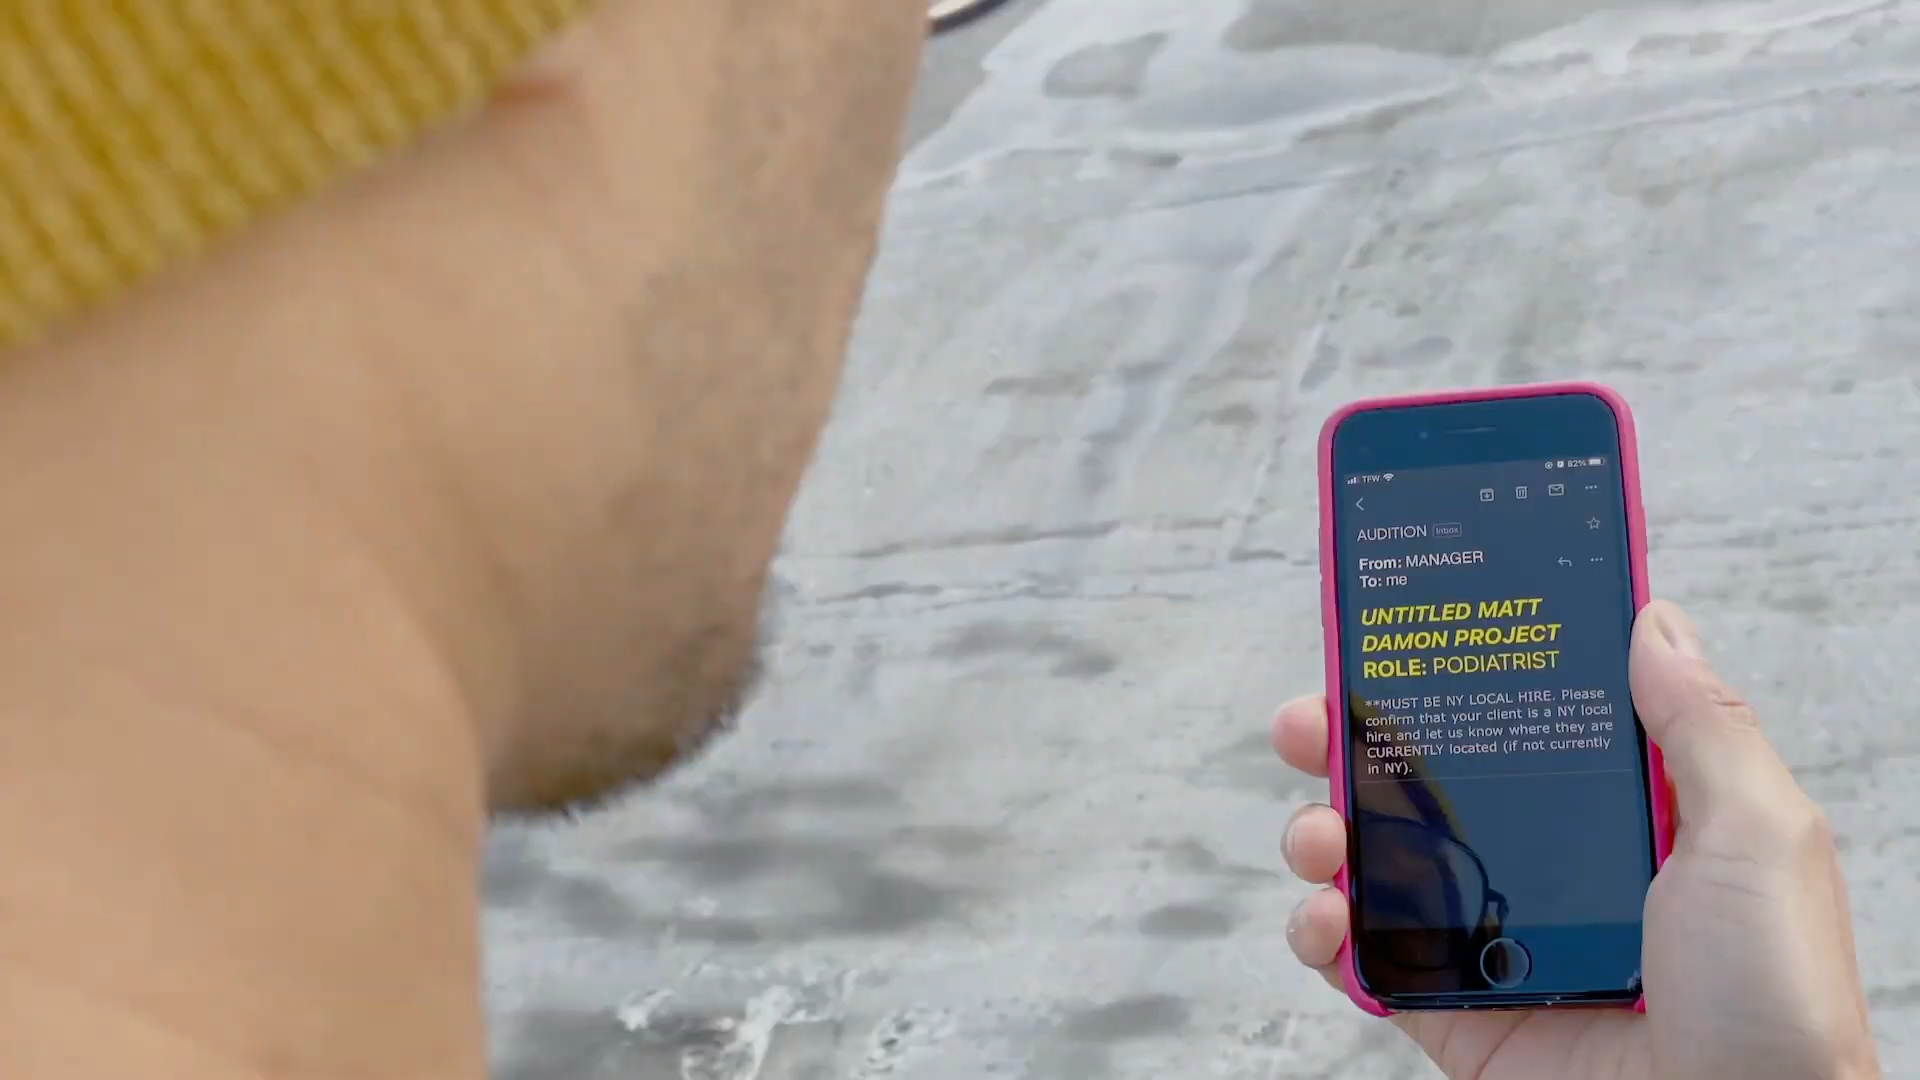 TFW 82%
AUDITION Inbox
From: MANAGER
To: me
UNTITLED MATT
DAMON PROJECT
ROLE: PODIATRIST
**MUST BE NY LOCAL HIRE. Please
confirm that your client is a NY local
hire and let us know where they are
CURRENTLY located (if not currently
in NY).